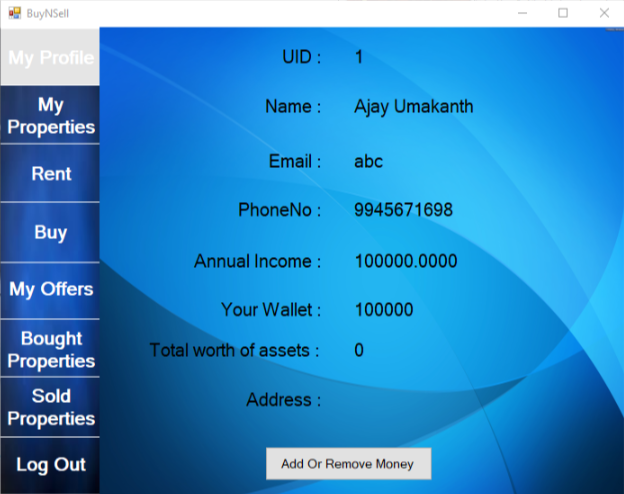 BuyNSell
My Profile
My
Properties
Rent
Buy
My Offers
Bought
Properties
Sold
Properties
Log Out
UID : 1
Name : Ajay Umakanth
Email : abc
PhoneNo : 9945671698
Annual Income : 100000.0000
Your Wallet : 100000
Total worth of assets : 0
Address :
Add Or Remove Money